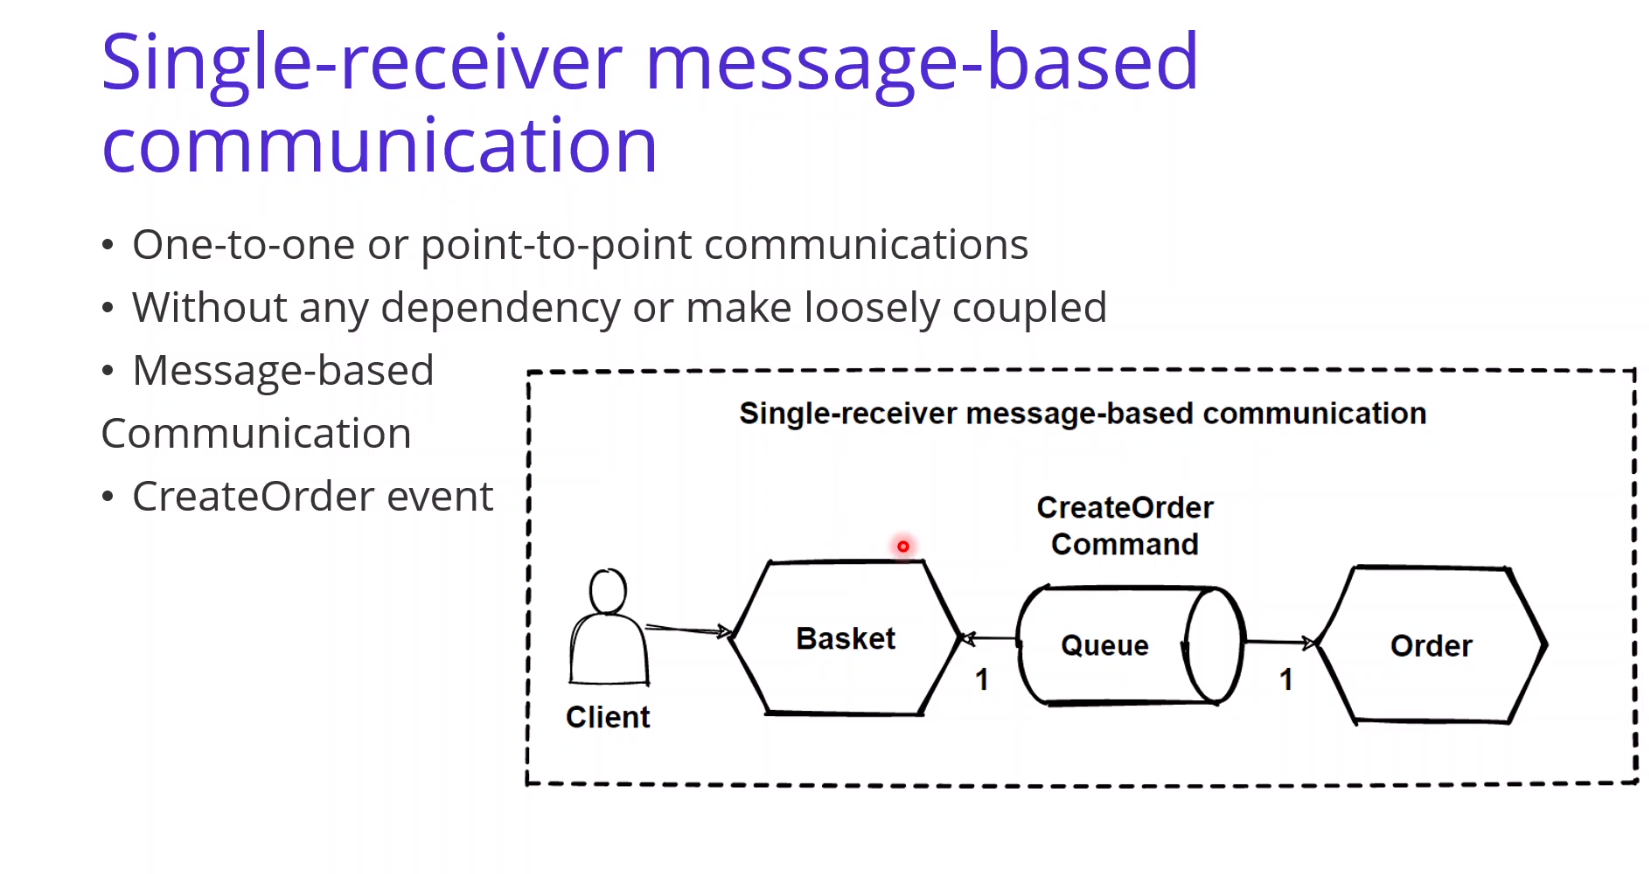 Single-receiver message-based
communication
• One-to-one or point-to-point communications
• Without any dependency or make loosely coupled
• Message-based
Communication
• CreateOrder event
Single-receiver message-based communication
CreateOrder
Command
Client
Basket
1
Queue
1
Order